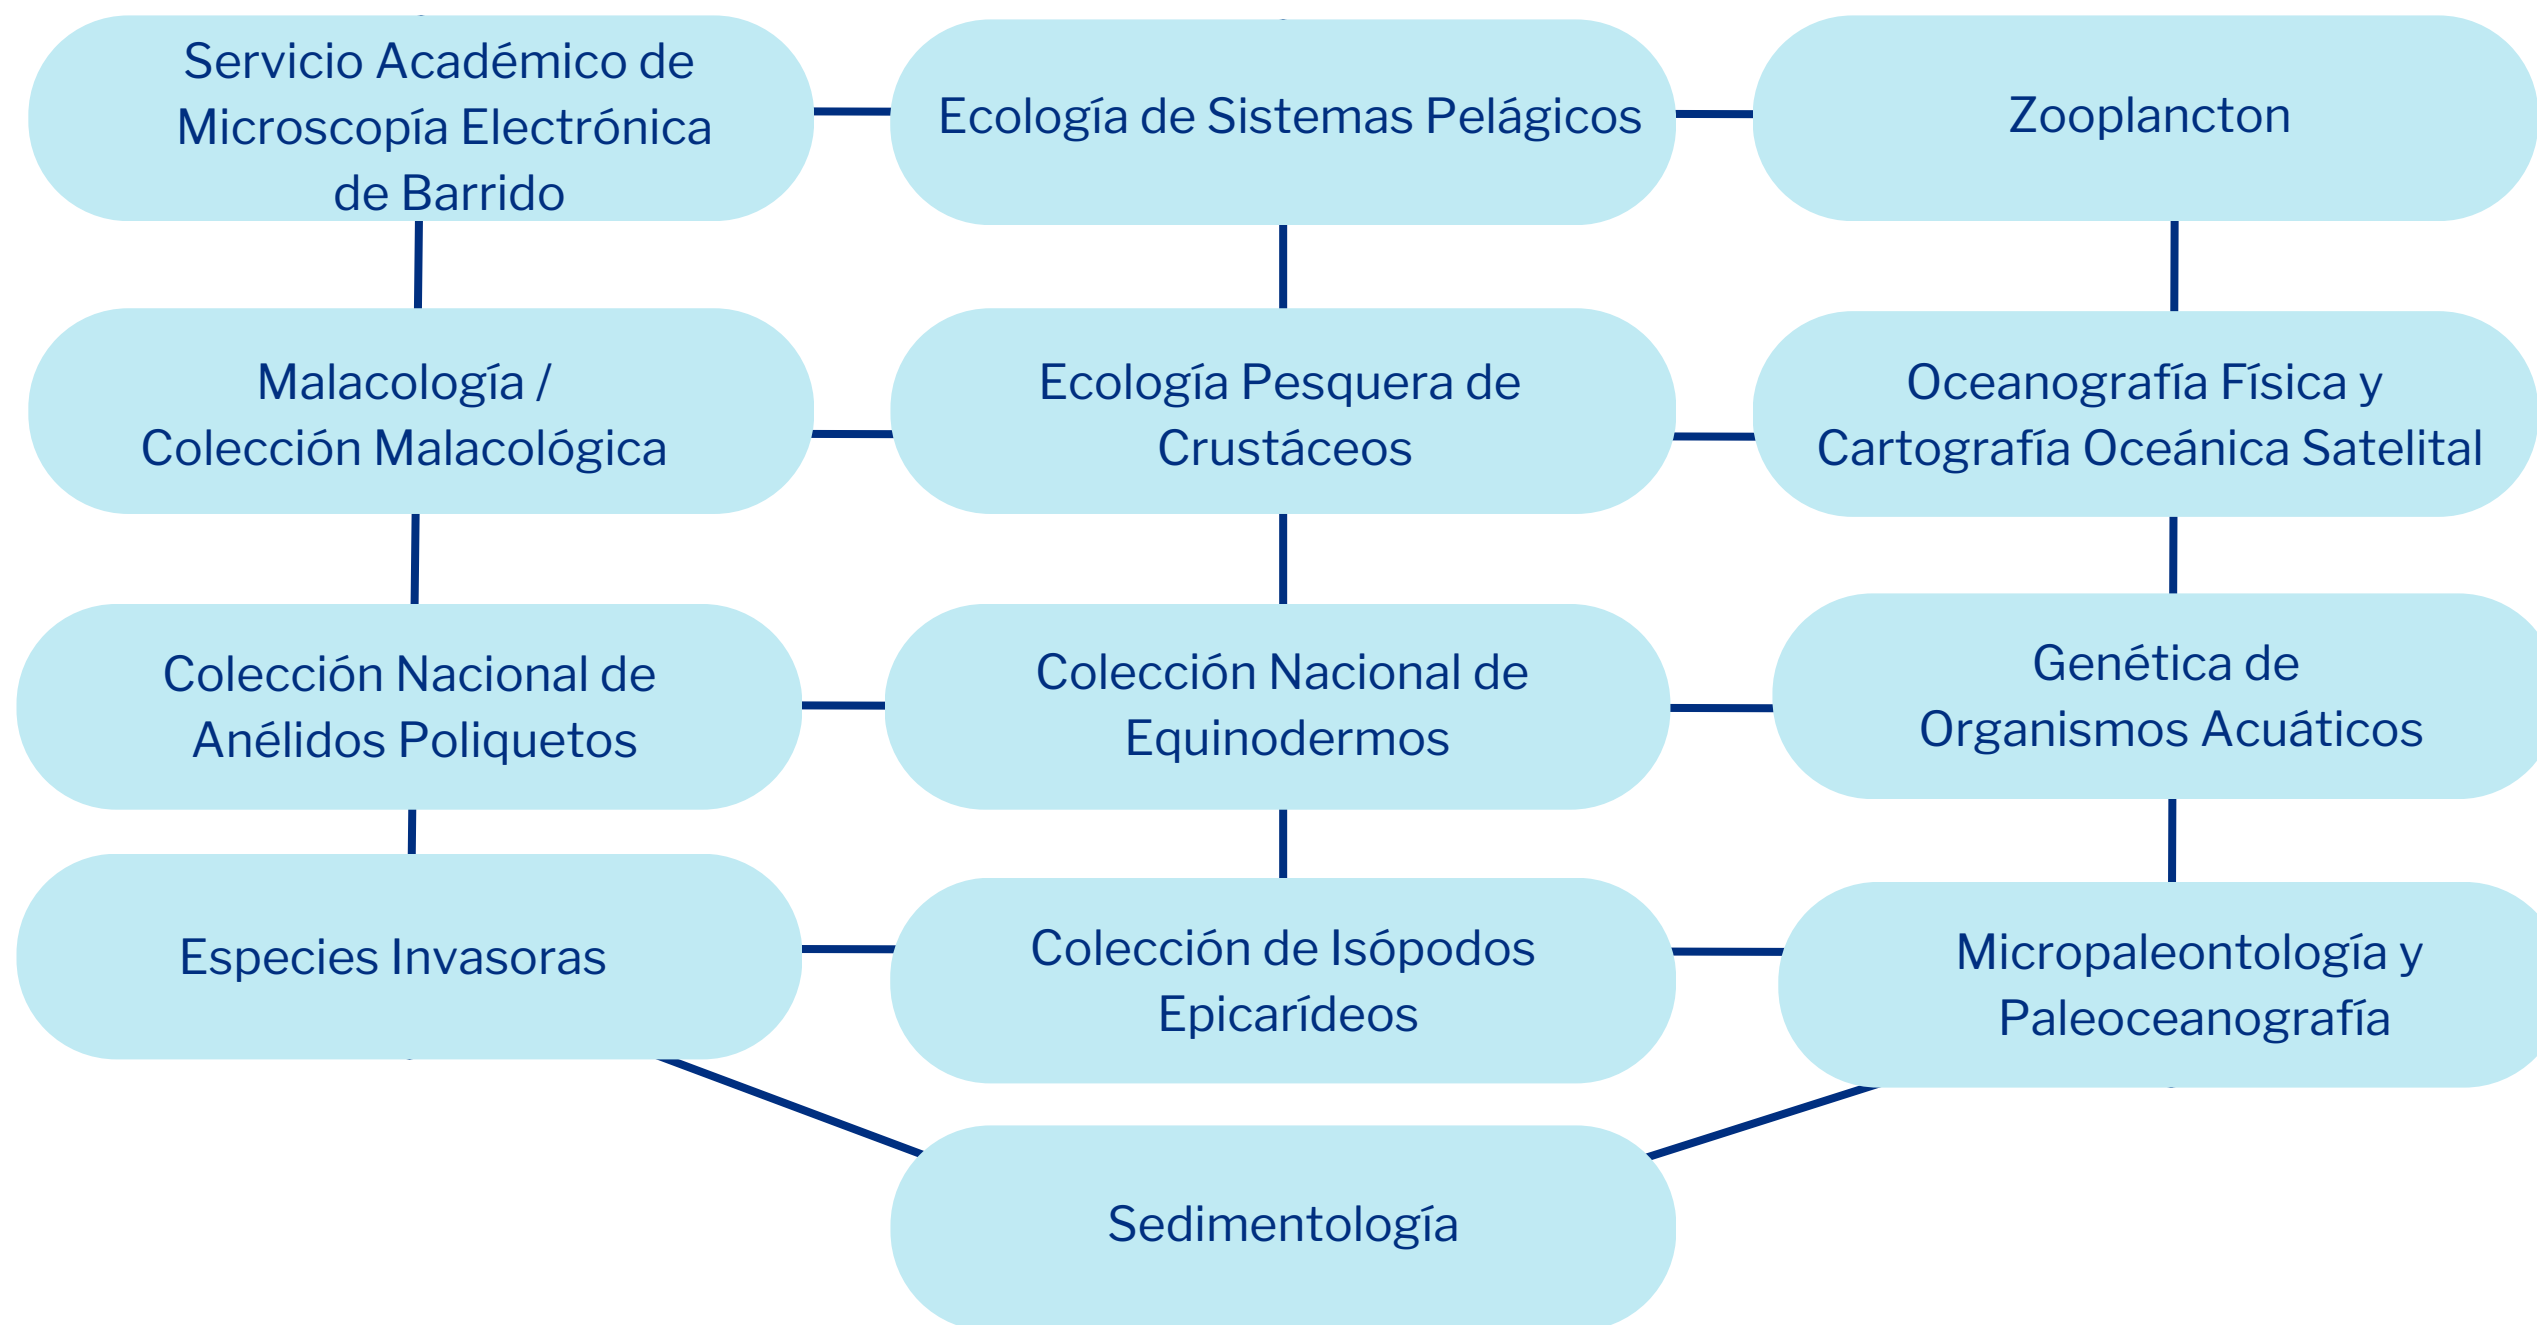 Servicio Académico de
Microscopía Electrónica
de Barrido
Ecología de Sistemas Pelágicos
Zooplancton
Malacología /
Colección Malacológica
Ecología Pesquera de
Crustáceos
Oceanografía Física y
Cartografía Oceánica Satelital
Colección Nacional de
Anélidos Poliquetos
Colección Nacional de
Equinodermos
Genética de
Organismos Acuáticos
Especies Invasoras
Colección de Isópodos
Epicarídeos
Micropaleontología y
Paleoceanografía
Sedimentología